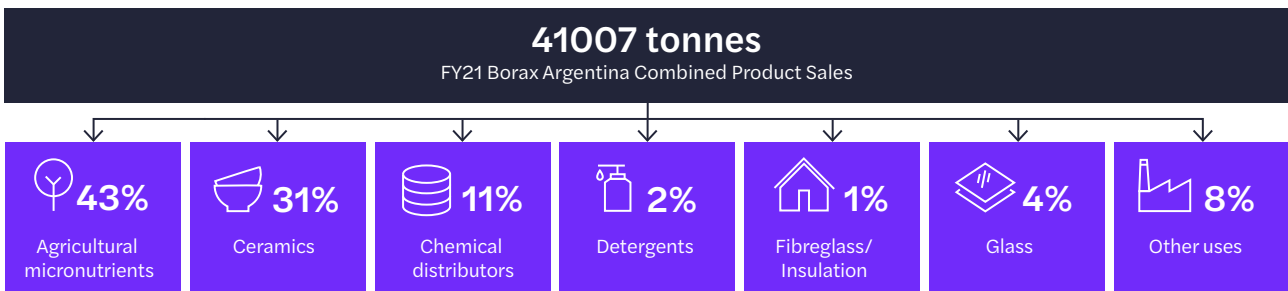 41007 tonnes
FY21 Borax Argentina Combined Product Sales
43%
Agricultural
micronutrients
31%
Ceramics
11%
Chemical
distributors
2%
Detergents
1%
Fibreglass/
Insulation
4%
Glass
8%
Other uses